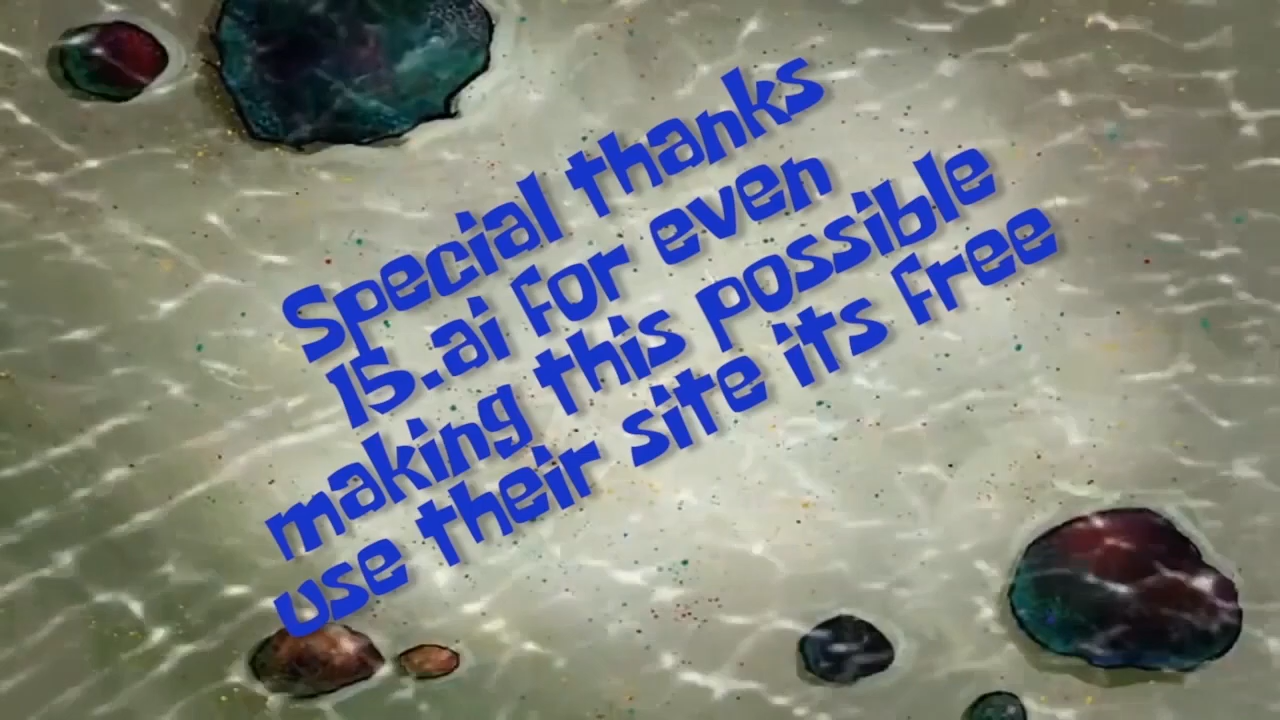 Special thanks
15.ai for even
making this possible
use their site its free